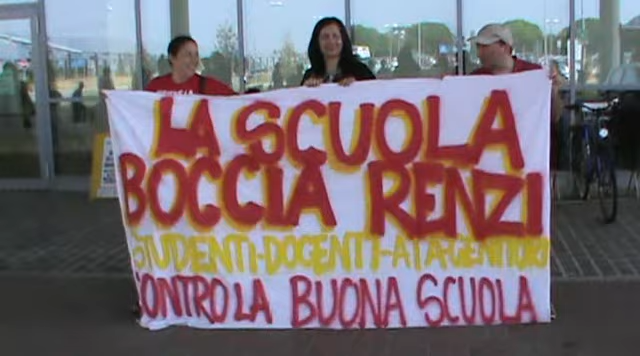 LA SCUOLA
BOCCIA RENZI
STUDENTI-DOCENTI-ATA-GENITORI
CONTRO LA BUONA SCUOLA